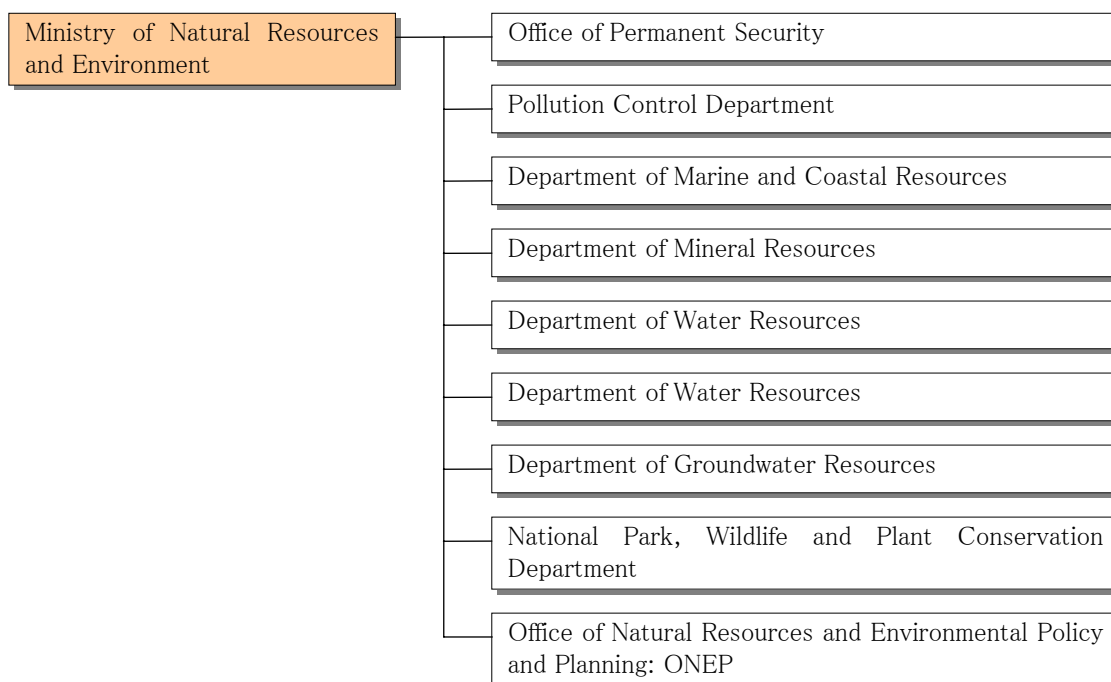 Ministry of Natural Resources
and Environment
Office of Permanent Security
Pollution Control Department
Department of Marine and Coastal Resources
Department of Mineral Resources
Department of Water Resources
Department of Water Resources
Department of Groundwater Resources
National Park, Wildlife and Plant Conservation
Department
Office of Natural Resources and Environmental Policy
and Planning: ONEP